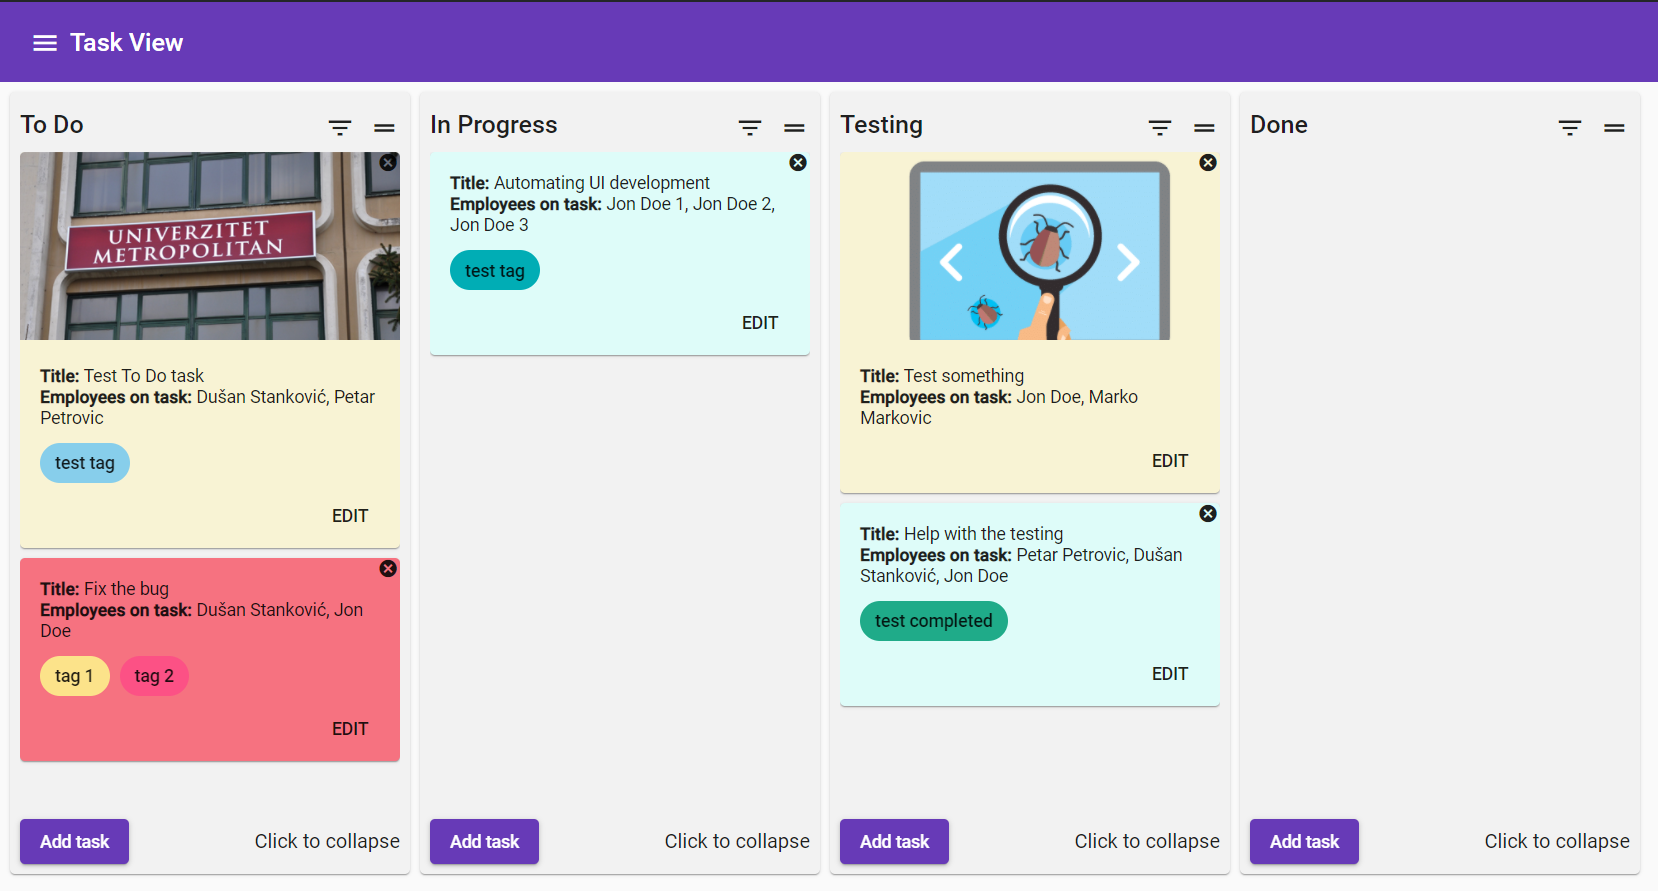 Task View
To Do
UNIVERZITET
METROPOLITAN
Title: Test To Do task
Employees on task: Dušan Stanković, Petar
Petrovic
test tag
EDIT
Title: Fix the bug
Employees on task: Dušan Stanković, Jon
Doe
tag 1
tag 2
EDIT
Add task
Click to collapse
In Progress
Title: Automating UI development
Employees on task: Jon Doe 1, Jon Doe 2,
Jon Doe 3
test tag
EDIT
Add task
Click to collapse
Testing
Title: Test something
Employees on task: Jon Doe, Marko
Markovic
EDIT
Title: Help with the testing
Employees on task: Petar Petrovic, Dušan
Stanković, Jon Doe
test completed
EDIT
Add task
Click to collapse
Done
Add task
Click to collapse